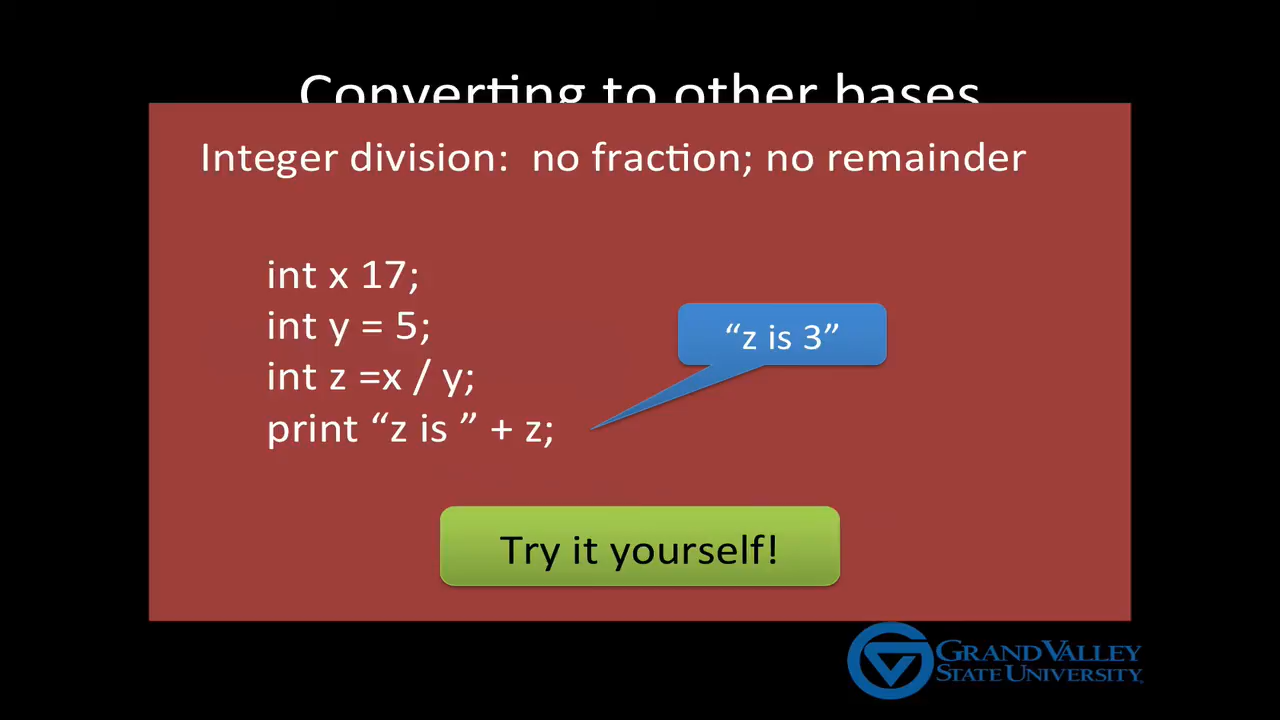 Converting to other bases
Integer division:  no fraction; no remainder
int x 17;
int y = 5;
“z is 3”
int z =x / y;
print “z is ” + z;
Try it yourself!
GRAND VALLEY
STATE UNIVERSITY